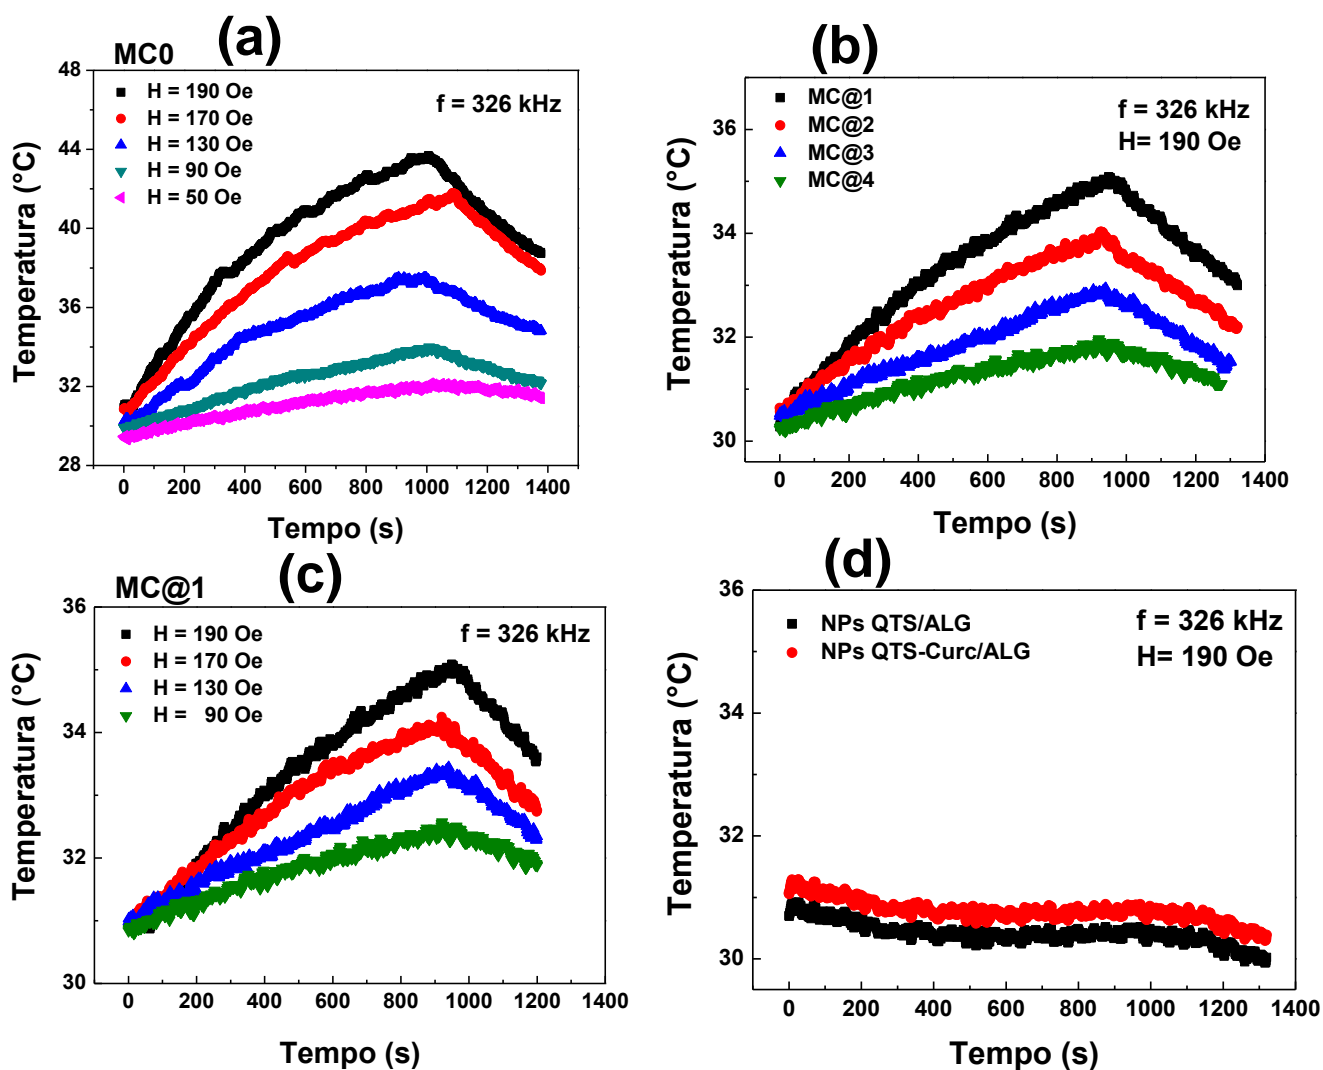 (a)
MC0
H = 190 Oe
H = 170 Oe
H = 130 Oe
H = 90 Oe
H = 50 Oe
f = 326 kHz
48
44
40
36
32
28
Temperatura (°C)
0 200 400 600 800 1000 1200 1400
Tempo (s)
(b)
MC@1
MC@2
MC@3
MC@4
f = 326 kHz
H= 190 Oe
36
34
32
30
Temperatura (°C)
0 200 400 600 800 1000 1200 1400
Tempo (s)
(c)
MC@1
H = 190 Oe
H = 170 Oe
H = 130 Oe
H = 90 Oe
f = 326 kHz
36
34
32
30
Temperatura (°C)
0 200 400 600 800 1000 1200 1400
Tempo (s)
(d)
NPs QTS/ALG
NPs QTS-Curc/ALG
f = 326 kHz
H= 190 Oe
36
34
32
30
Temperatura (°C)
0 200 400 600 800 1000 1200 1400
Tempo (s)